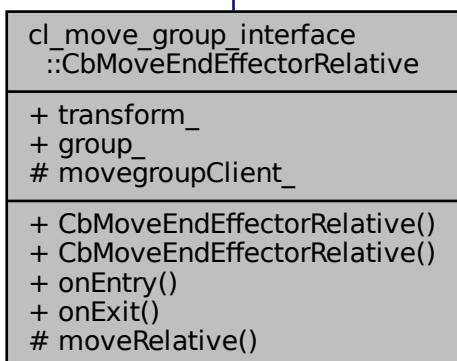 cl_move_group_interface
::CbMoveEndEffectorRelative
+ transform_
+ group_
# movegroupClient_
+ CbMoveEndEffectorRelative()
+ CbMoveEndEffectorRelative()
+ onEntry()
+ onExit()
# moveRelative()